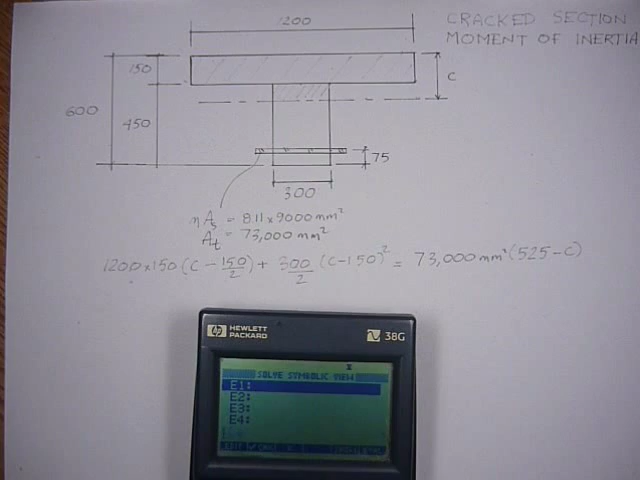 1200
CRACKED SECTION
MOMENT OF INERTIA
150
C
600
450
75
300
nAs = 8.11 x 9000 mm²
At = 73,000 mm²
1200x150(C - 150/2) + 300/2 (C-150)² = 73,000mm²(525-C)
hp HEWLETT PACKARD
38G
SOLVE SYMBOLIC VIEW
E1:
E2:
E3:
E4: